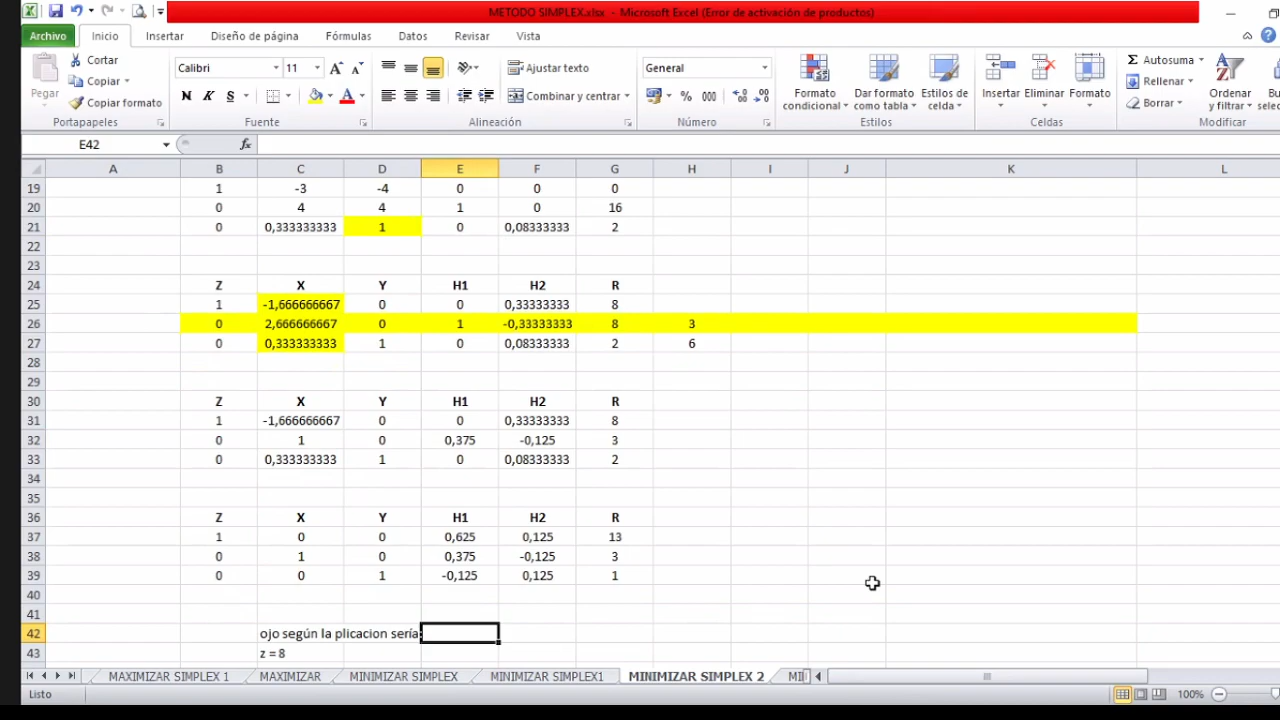 METODO SIMPLEX.xlsx - Microsoft Excel (Error de activación de productos)
Archivo Inicio Insertar Diseño de página Fórmulas Datos Revisar Vista
Cortar
Copiar
Copiar formato
Pegar
Portapapeles
Calibri 11
N K S
Fuente
Ajustar texto
Combinar y centrar
Alineación
General
% 000
Número
Formato condicional
Dar formato como tabla
Estilos de celda
Estilos
Insertar Eliminar Formato
Celdas
Σ Autosuma
Rellenar
Borrar
Ordenar y filtrar
Modificar
E42 fx
A B C D E F G H I J K L
19 1 -3 -4 0 0 0
20 0 4 4 1 0 16
21 0 0,333333333 1 0 0,08333333 2
22
23
24 Z X Y H1 H2 R
25 1 -1,666666667 0 0 0,33333333 8
26 0 2,666666667 0 1 -0,33333333 8 3
27 0 0,333333333 1 0 0,08333333 2 6
28
29
30 Z X Y H1 H2 R
31 1 -1,666666667 0 0 0,33333333 8
32 0 1 0 0,375 -0,125 3
33 0 0,333333333 1 0 0,08333333 2
34
35
36 Z X Y H1 H2 R
37 1 0 0 0,625 0,125 13
38 0 1 0 0,375 -0,125 3
39 0 0 1 -0,125 0,125 1
40
41
42 ojo según la plicacion sería:
43 z = 8
MAXIMIZAR SIMPLEX 1 MAXIMIZAR MINIMIZAR SIMPLEX MINIMIZAR SIMPLEX1 MINIMIZAR SIMPLEX 2
Listo 100%